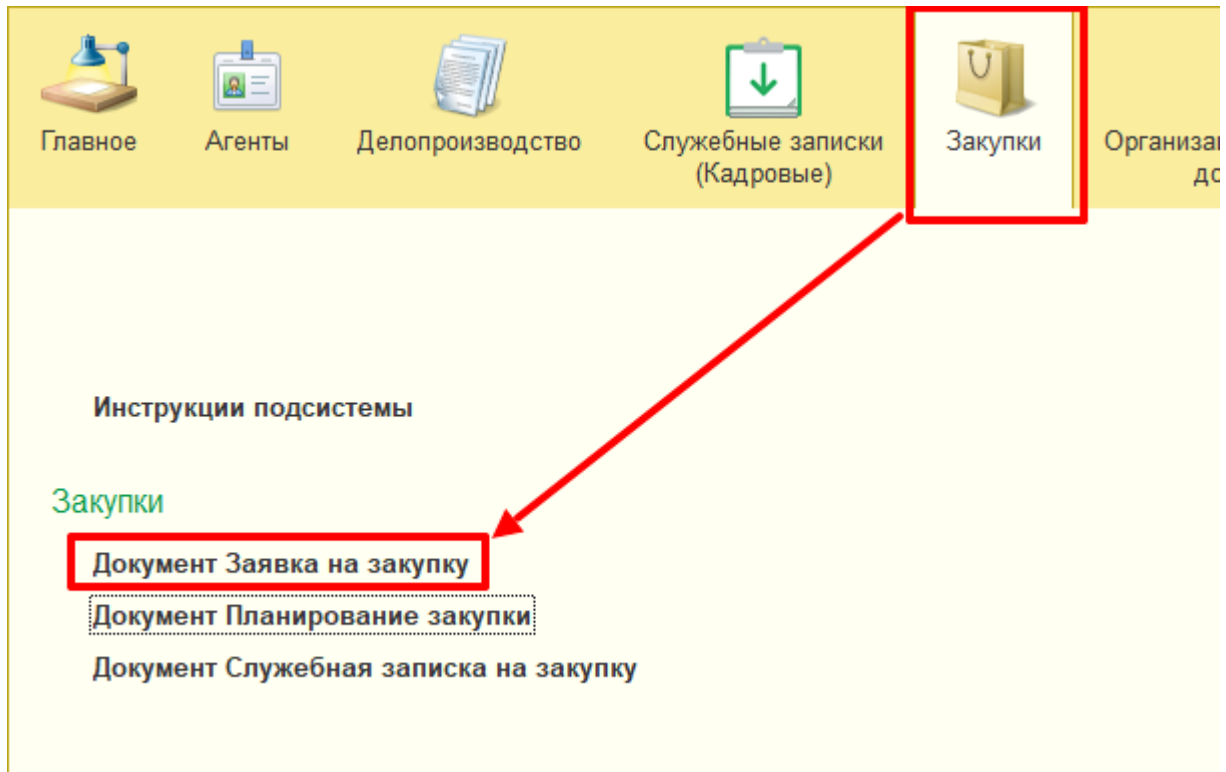 Главное
Агенты
Делопроизводство
Служебные записки
(Кадровые)
Закупки
Инструкции подсистемы
Закупки
Документ Заявка на закупку
Документ Планирование закупки
Документ Служебная записка на закупку